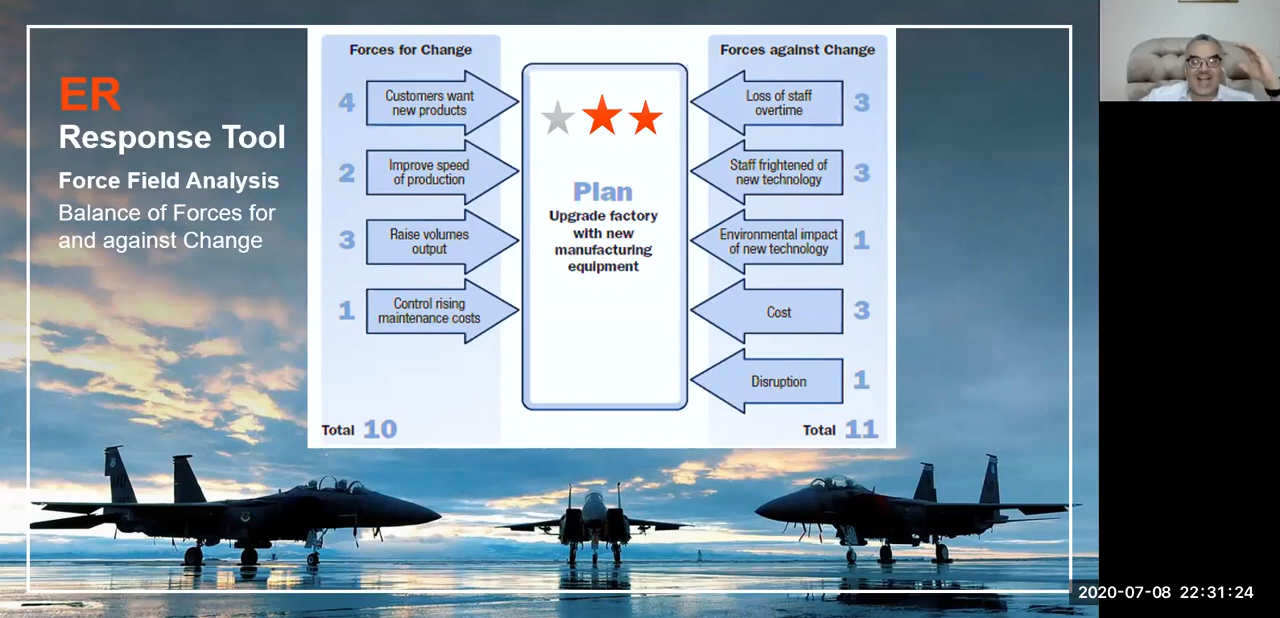 ER
Response Tool
Force Field Analysis
Balance of Forces for
and against Change
Forces for Change
4
Customers want
new products
2
Improve speed
of production
3
Raise volumes
output
1
Control rising
maintenance costs
Total 10
Plan
Upgrade factory
with new
manufacturing
equipment
Forces against Change
Loss of staff
overtime
3
Staff frightened of
new technology
3
Environmental impact
of new technology
1
Cost
3
Disruption
1
Total 11
2020-07-08 22:31:24